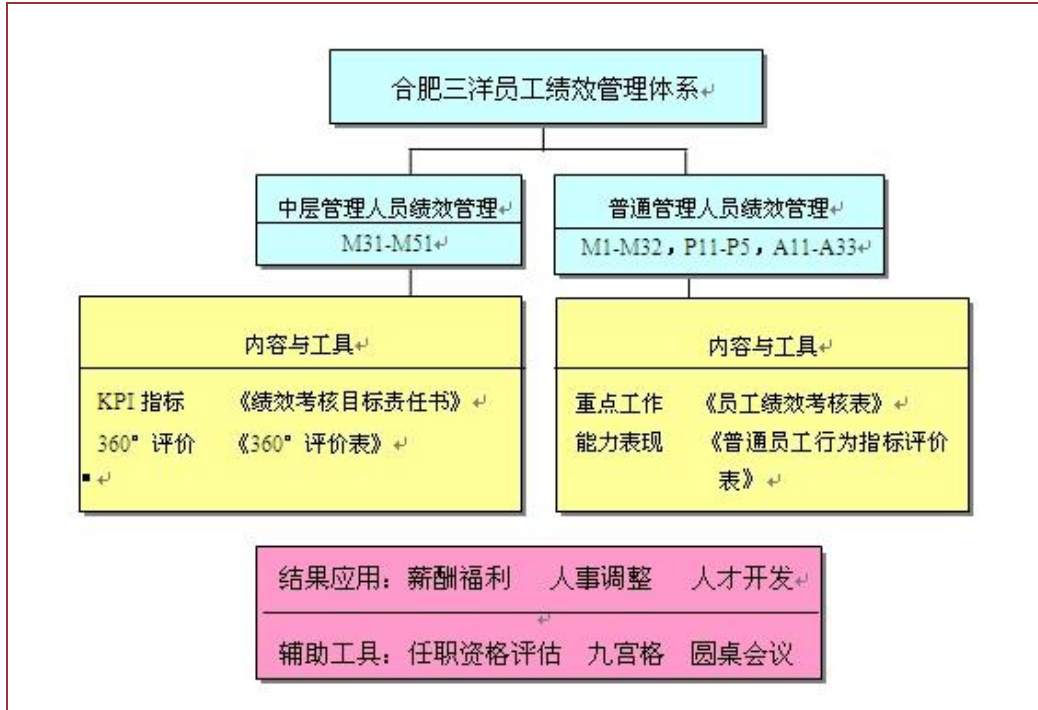 合肥三洋员工绩效管理体系
中层管理人员绩效管理
M31-M51
普通管理人员绩效管理
M1-M32，P11-P5，A11-A33
内容与工具
KPI 指标 《绩效考核目标责任书》
360° 评价 《360° 评价表》
内容与工具
重点工作 《员工绩效考核表》
能力表现 《普通员工行为指标评价
表》
结果应用：薪酬福利 人事调整 人才开发
辅助工具：任职资格评估 九宫格 圆桌会议